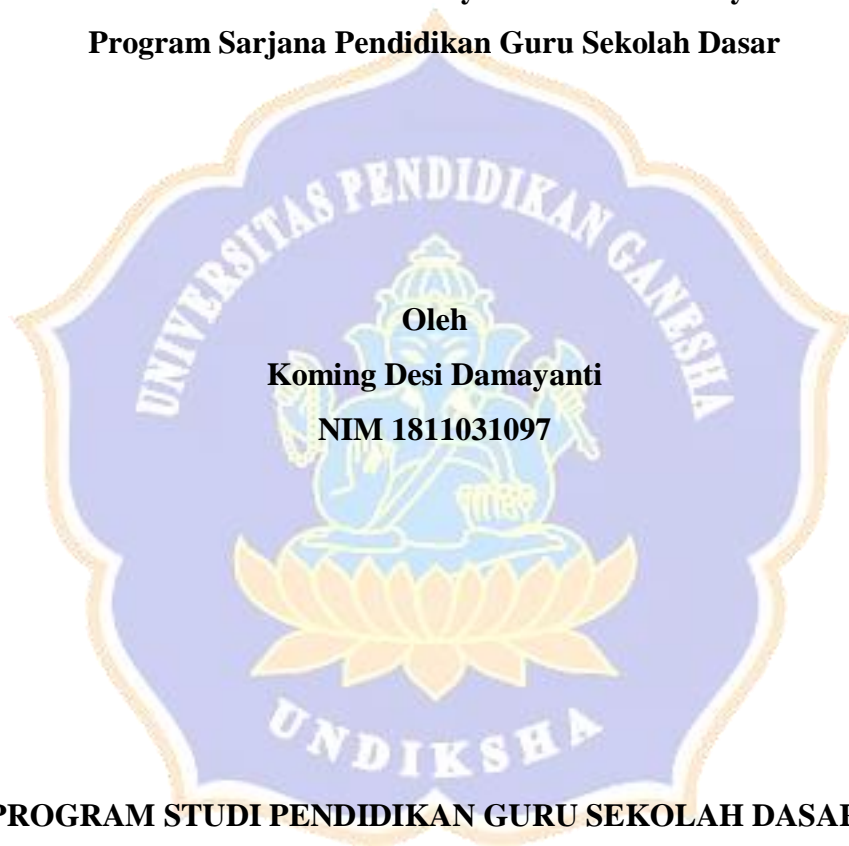 Program Sarjana Pendidikan Guru Sekolah Dasar
UNIVERSITAS PENDIDIKAN GANESHA
Oleh
Koming Desi Damayanti
NIM 1811031097
UNDIKSHA
PROGRAM STUDI PENDIDIKAN GURU SEKOLAH DASAR